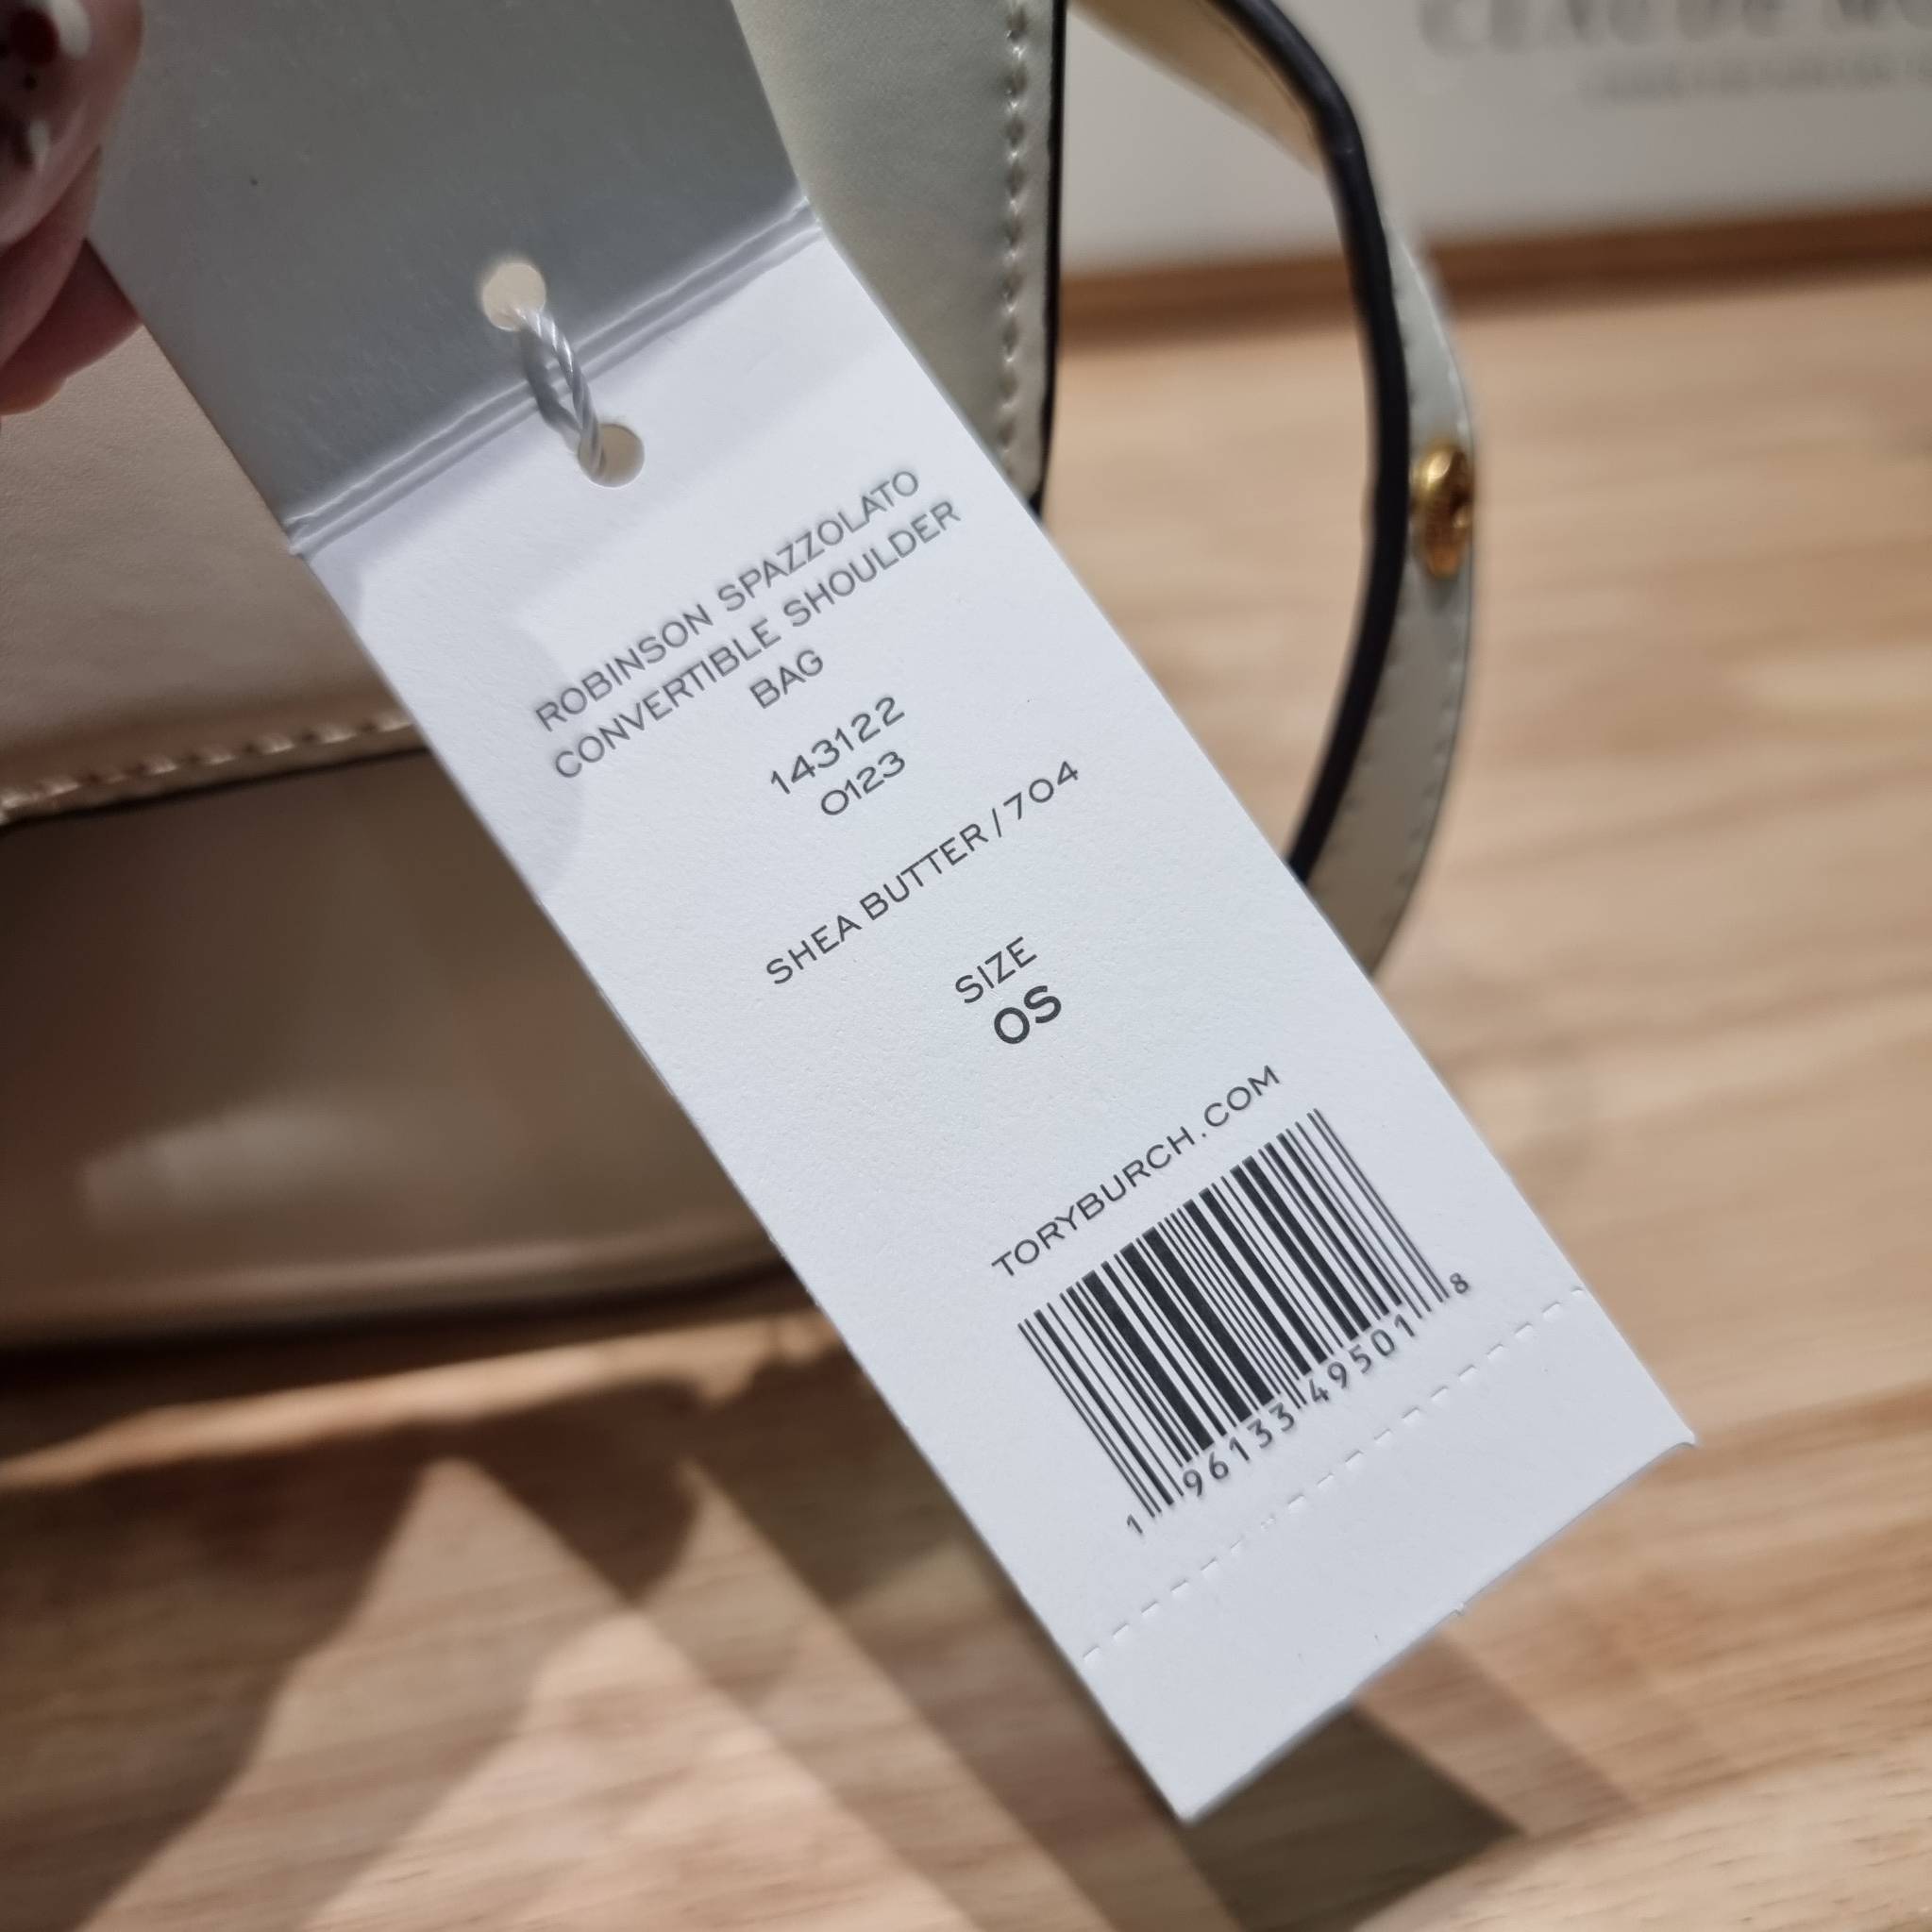 ROBINSON SPAZZOLATO
CONVERTIBLE SHOULDER
BAG
143122
0123
SHEA BUTTER / 704
SIZE
OS
TORYBURCH.COM
1 96133 49501 8